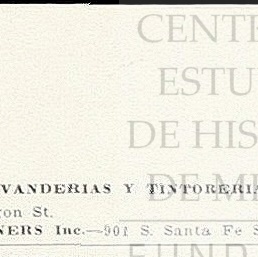 CENT
ESTU
DE HIS
DE M
FUND
VANDERIAS Y TINTORERIA
ron St.
NERS Inc.—901 S. Santa Fe S